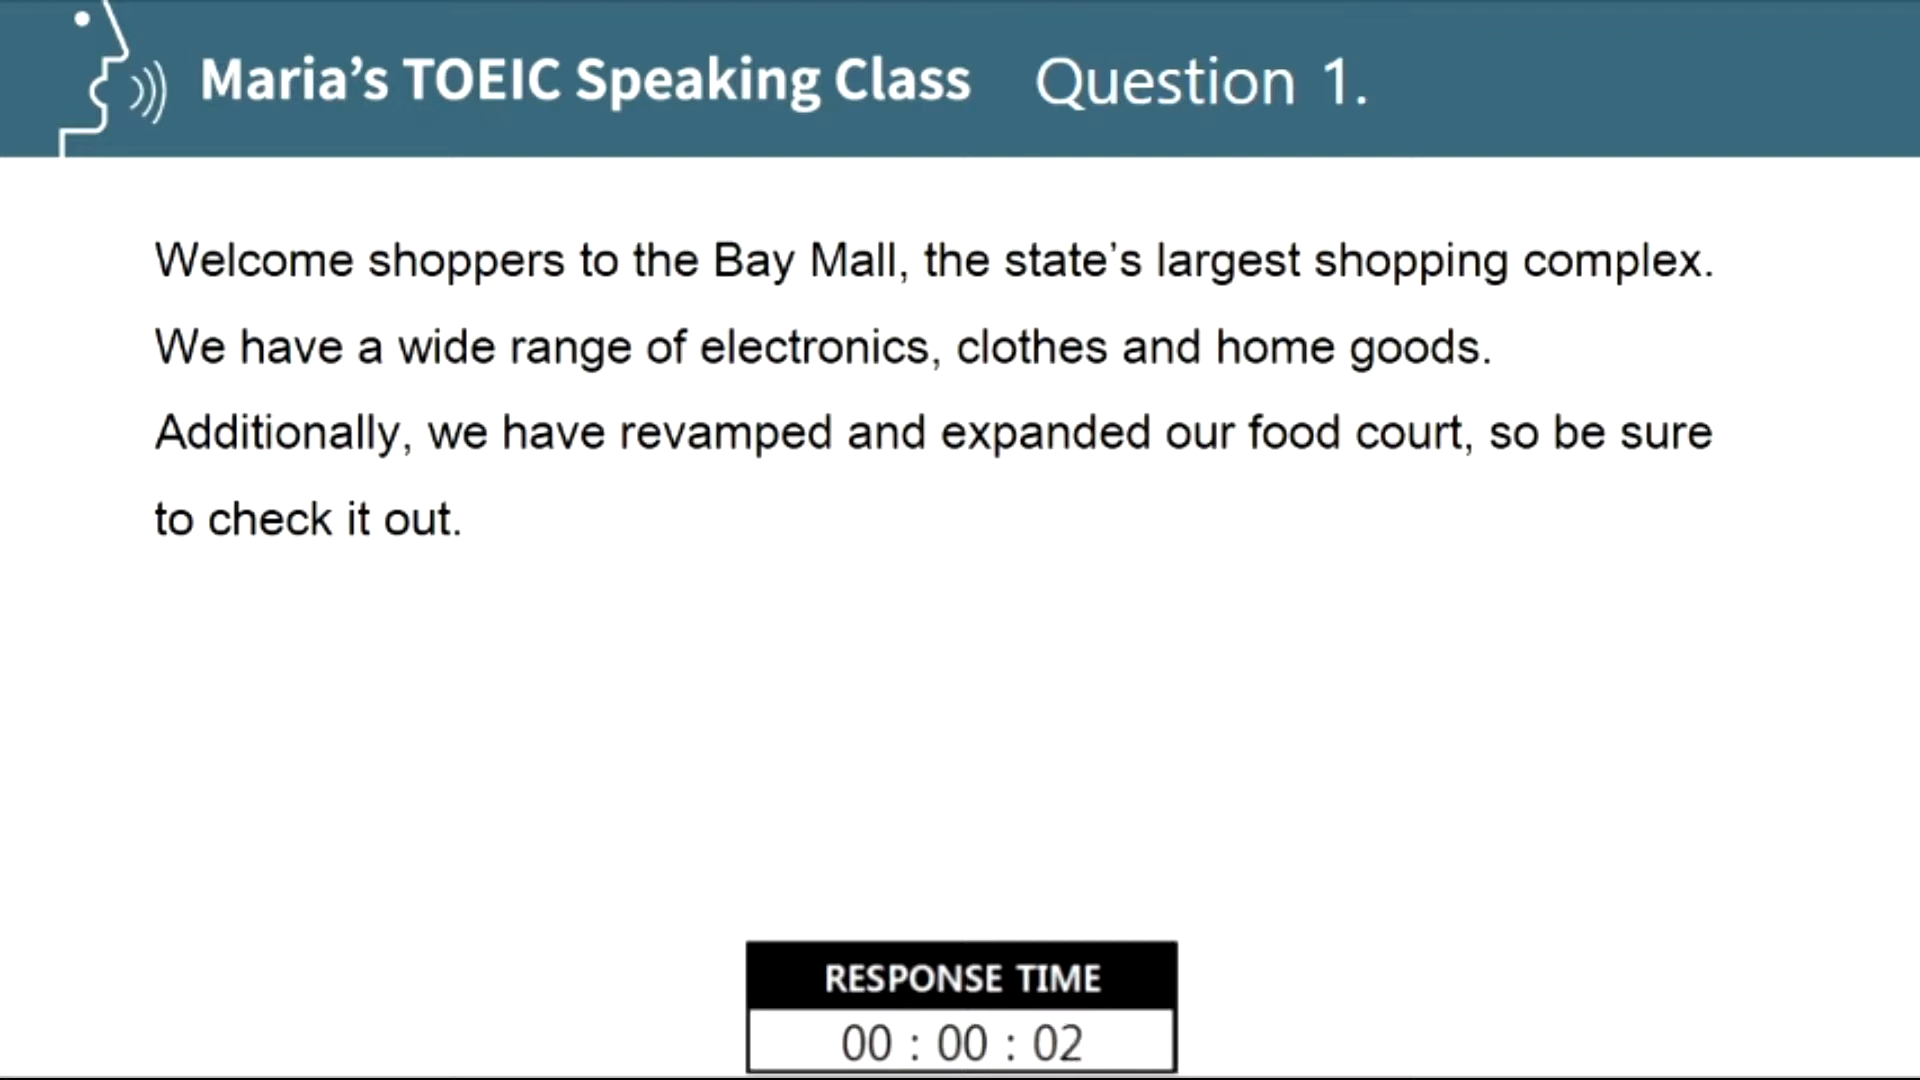 Maria’s TOEIC Speaking Class Question 1.
Welcome shoppers to the Bay Mall, the state’s largest shopping complex.
We have a wide range of electronics, clothes and home goods.
Additionally, we have revamped and expanded our food court, so be sure
to check it out.
RESPONSE TIME
00 : 00 : 02